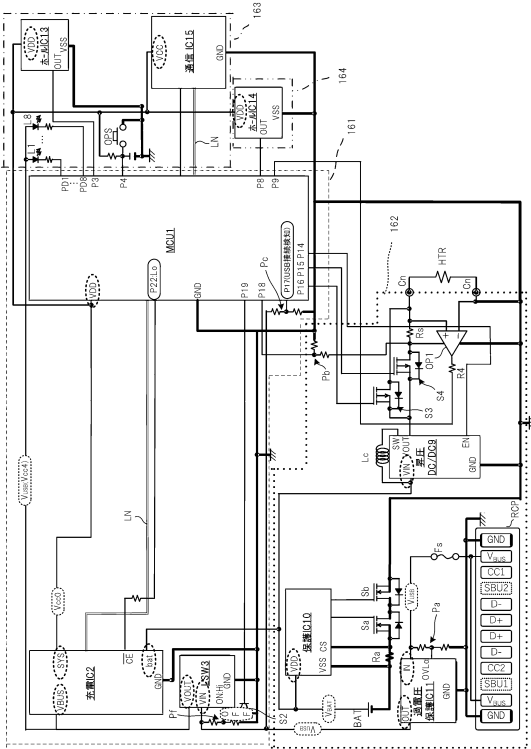 163
164
161
162
ホールIC13
VDD
OUT
VSS
通信IC15
VCC
GND
LN
ホールIC14
VDD
OUT
VSS
L1
L8
OPS
PD1
PD8
P3
P4
P8
P9
MCU1
VDD
P22:Lo
GND
P19
P18
P17(USB接続検知)
P16
P15
P14
Pc
Pb
HTR
Cn
Cn
Rs
OP1
R4
S4
S3
Lc
SW
VOUT
VIN
EN
GND
昇圧
DC/DC9
VUSB(Vcc4)
Vcc0
LN
充電IC2
VBUS
SYS
CE
bat
GND
LSW3
VOUT
VIN
ON:Hi
GND
Pf
S2
保護IC10
VDD
VSS
CS
Sa
Sb
Ra
BAT
VBAT
VUSB
VUSB
Fs
Pa
過電圧
保護IC11
OUT
IN
OVLo
GND
RCP
GND
VBUS
CC1
SBU2
D-
D+
D+
D-
CC2
SBU1
VBUS
GND